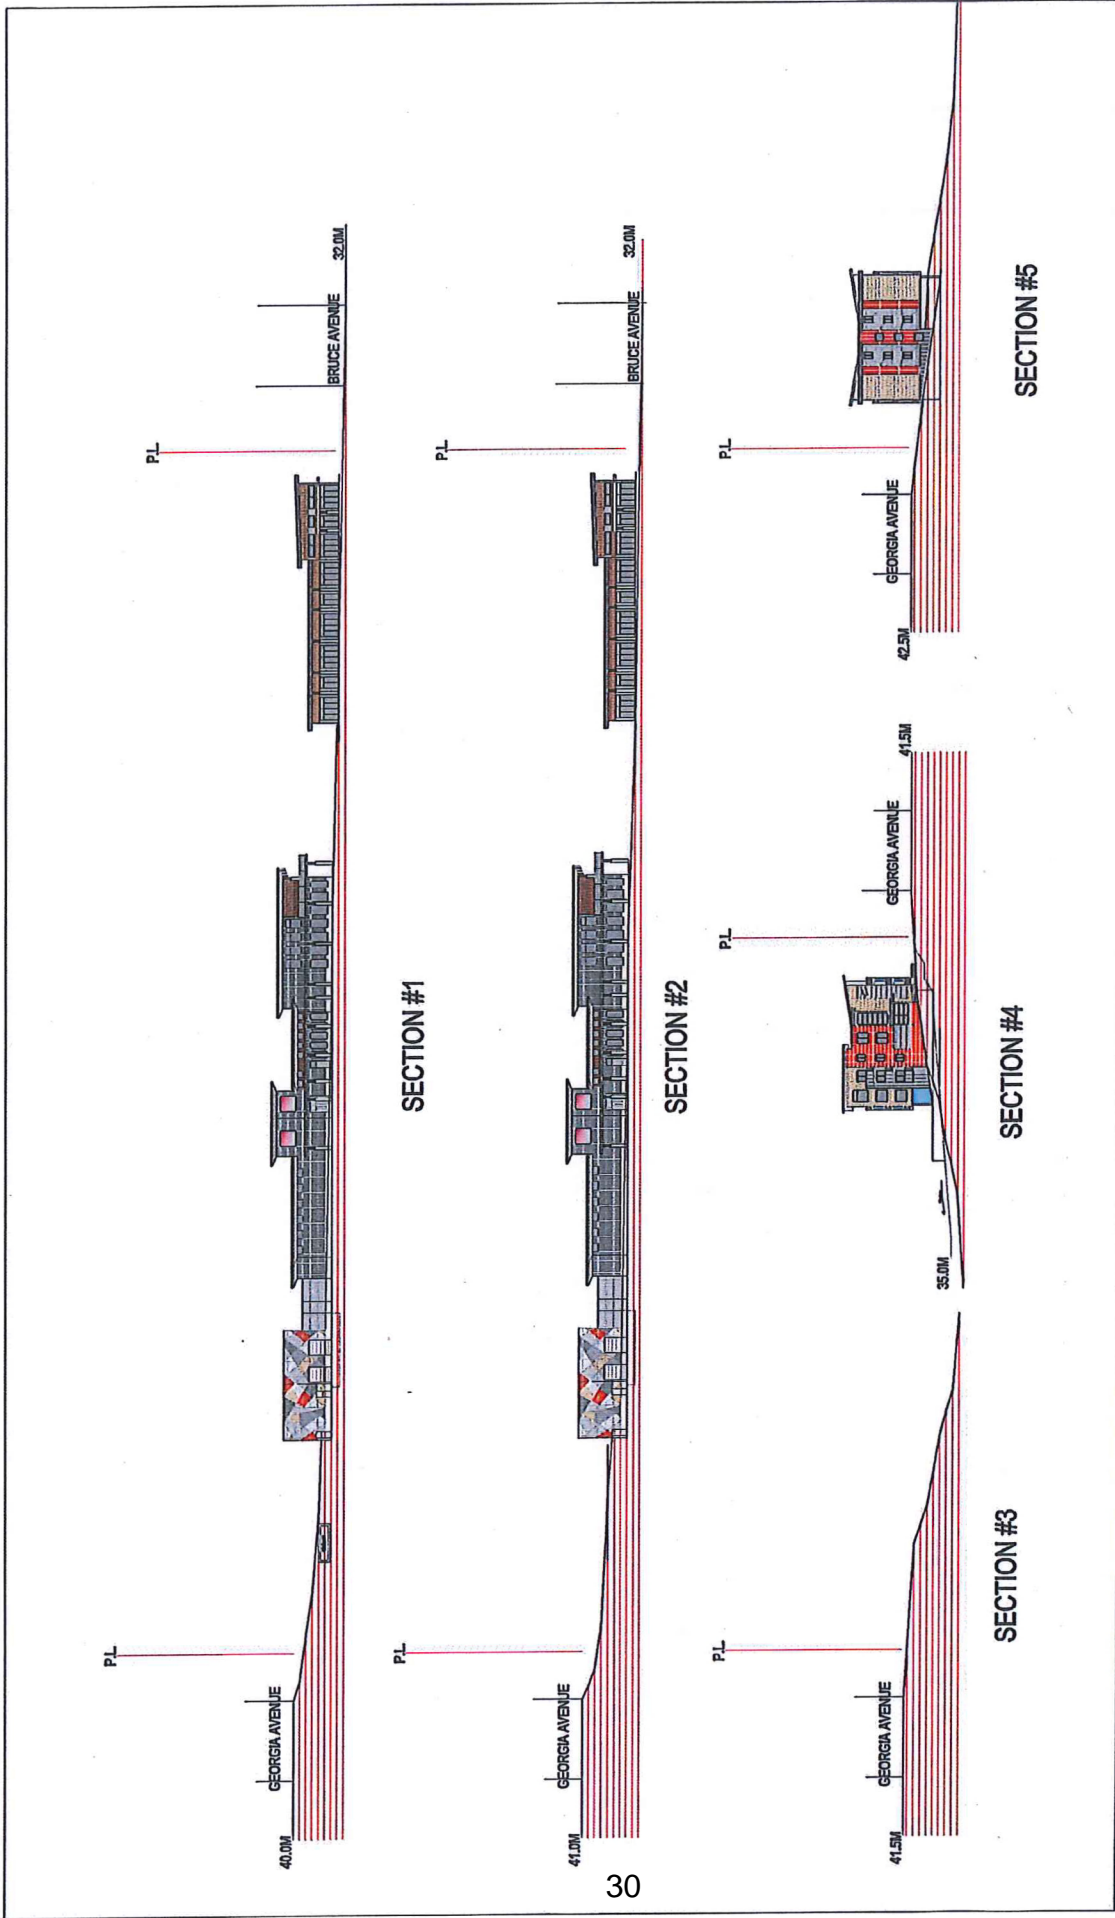 P.L
P.L
GEORGIA AVENUE
BRUCE AVENUE
40.0M
32.0M
SECTION #1
P.L
P.L
GEORGIA AVENUE
BRUCE AVENUE
41.0M
32.0M
SECTION #2
P.L
GEORGIA AVENUE
41.5M
SECTION #3
P.L
GEORGIA AVENUE
41.5M
35.0M
SECTION #4
P.L
GEORGIA AVENUE
42.5M
SECTION #5
30